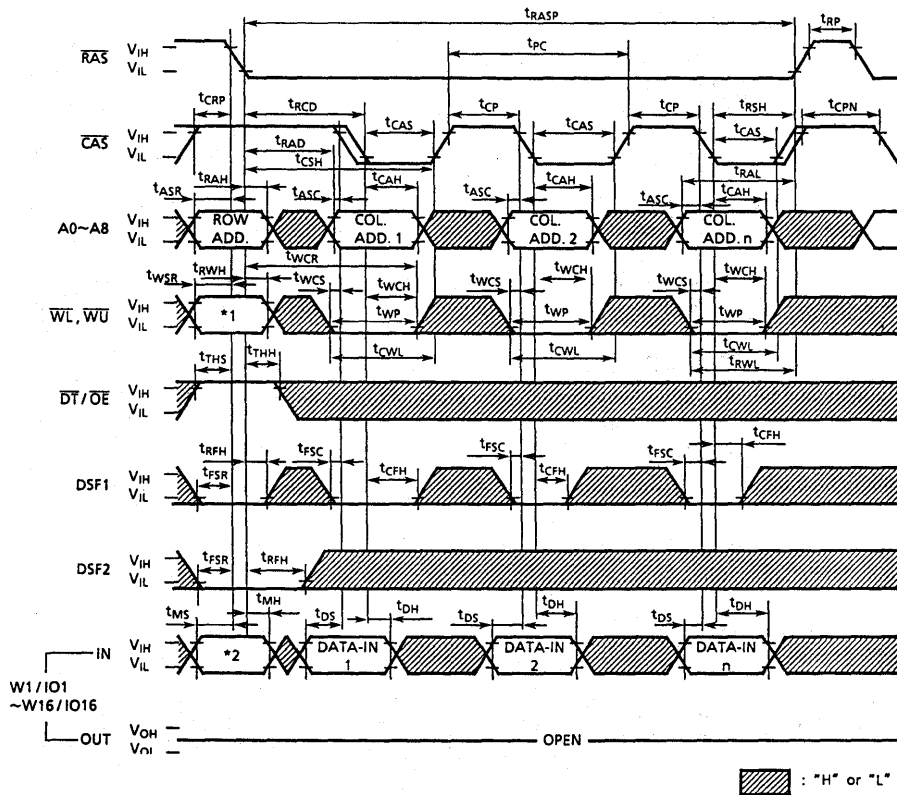 tRASP
tRP
RAS
VIH
VIL
tPC
tCRP
tRCD
tCP
tCP
tRSH
tCPN
CAS
VIH
VIL
tRAD
tCAS
tCAS
tCAS
tCSH
tRAH
tRAL
tASR
tASC
tCAH
tASC
tCAH
tASC
tCAH
A0~A8
VIH
VIL
ROW ADD.
COL. ADD. 1
COL. ADD. 2
COL. ADD. n
tWCR
tWSR
tRWH
tWCS
tWCH
tWCS
tWCH
tWCS
tWCH
WL, WU
VIH
VIL
*1
tWP
tWP
tWP
tCWL
tCWL
tCWL
tRWL
tTHS
tTHH
DT/OE
VIH
VIL
tRFH
tFSR
tFSC
tCFH
tFSC
tCFH
tFSC
tCFH
DSF1
VIH
VIL
DSF2
VIH
VIL
tFSR
tRFH
tMS
tMH
tDS
tDH
tDS
tDH
tDS
tDH
IN
VIH
VIL
*2
DATA-IN 1
DATA-IN 2
DATA-IN n
W1/IO1
~W16/IO16
OUT
VOH
VOL
OPEN
: "H" or "L"